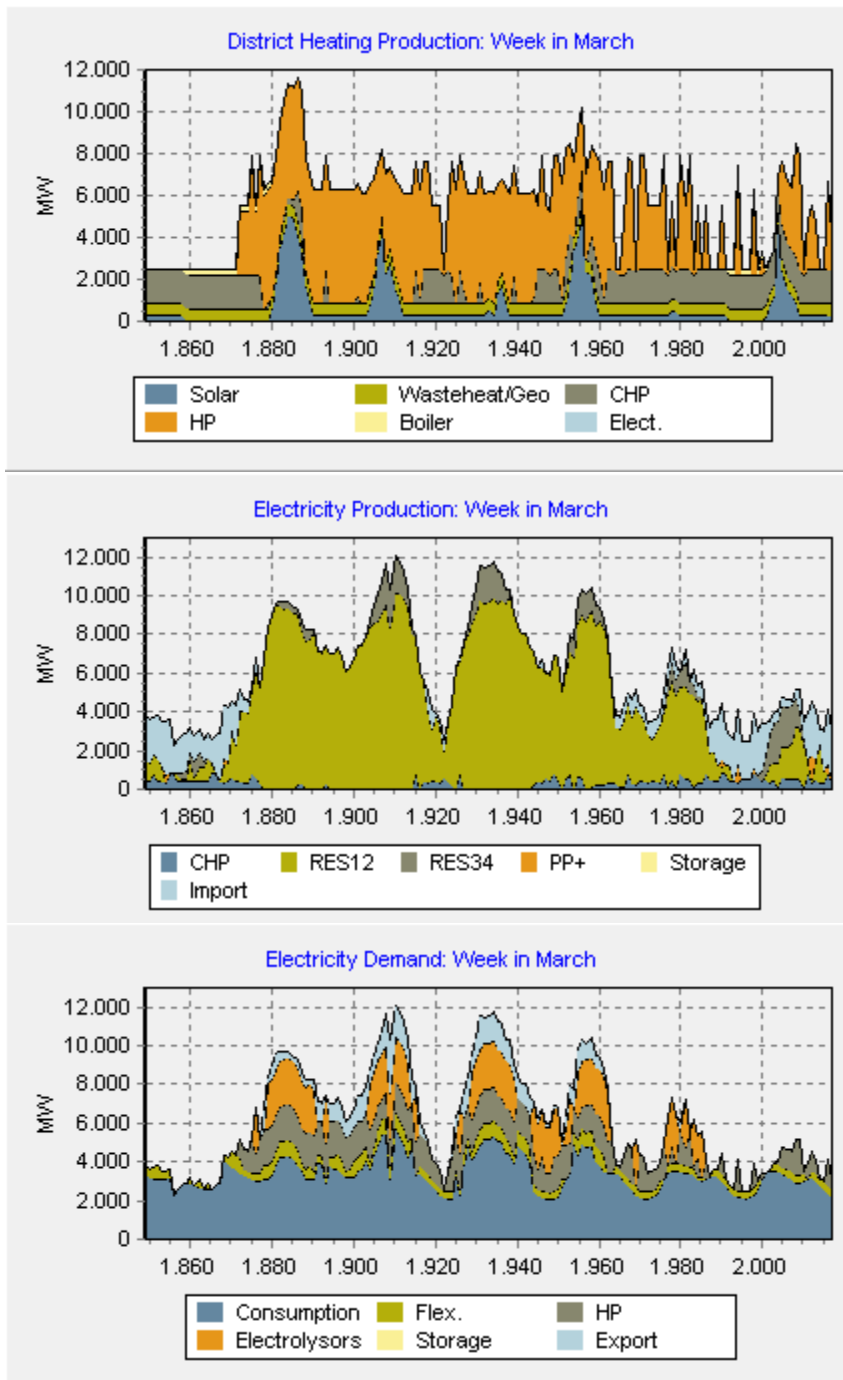 District Heating Production: Week in March
12.000
10.000
8.000
6.000
4.000
2.000
0
MW
1.860 1.880 1.900 1.920 1.940 1.960 1.980 2.000
Solar Wasteheat/Geo CHP
HP Boiler Elect.
Electricity Production: Week in March
12.000
10.000
8.000
6.000
4.000
2.000
0
MW
1.860 1.880 1.900 1.920 1.940 1.960 1.980 2.000
CHP RES12 RES34 PP+ Storage
Import
Electricity Demand: Week in March
12.000
10.000
8.000
6.000
4.000
2.000
0
MW
1.860 1.880 1.900 1.920 1.940 1.960 1.980 2.000
Consumption Flex. HP
Electrolysors Storage Export